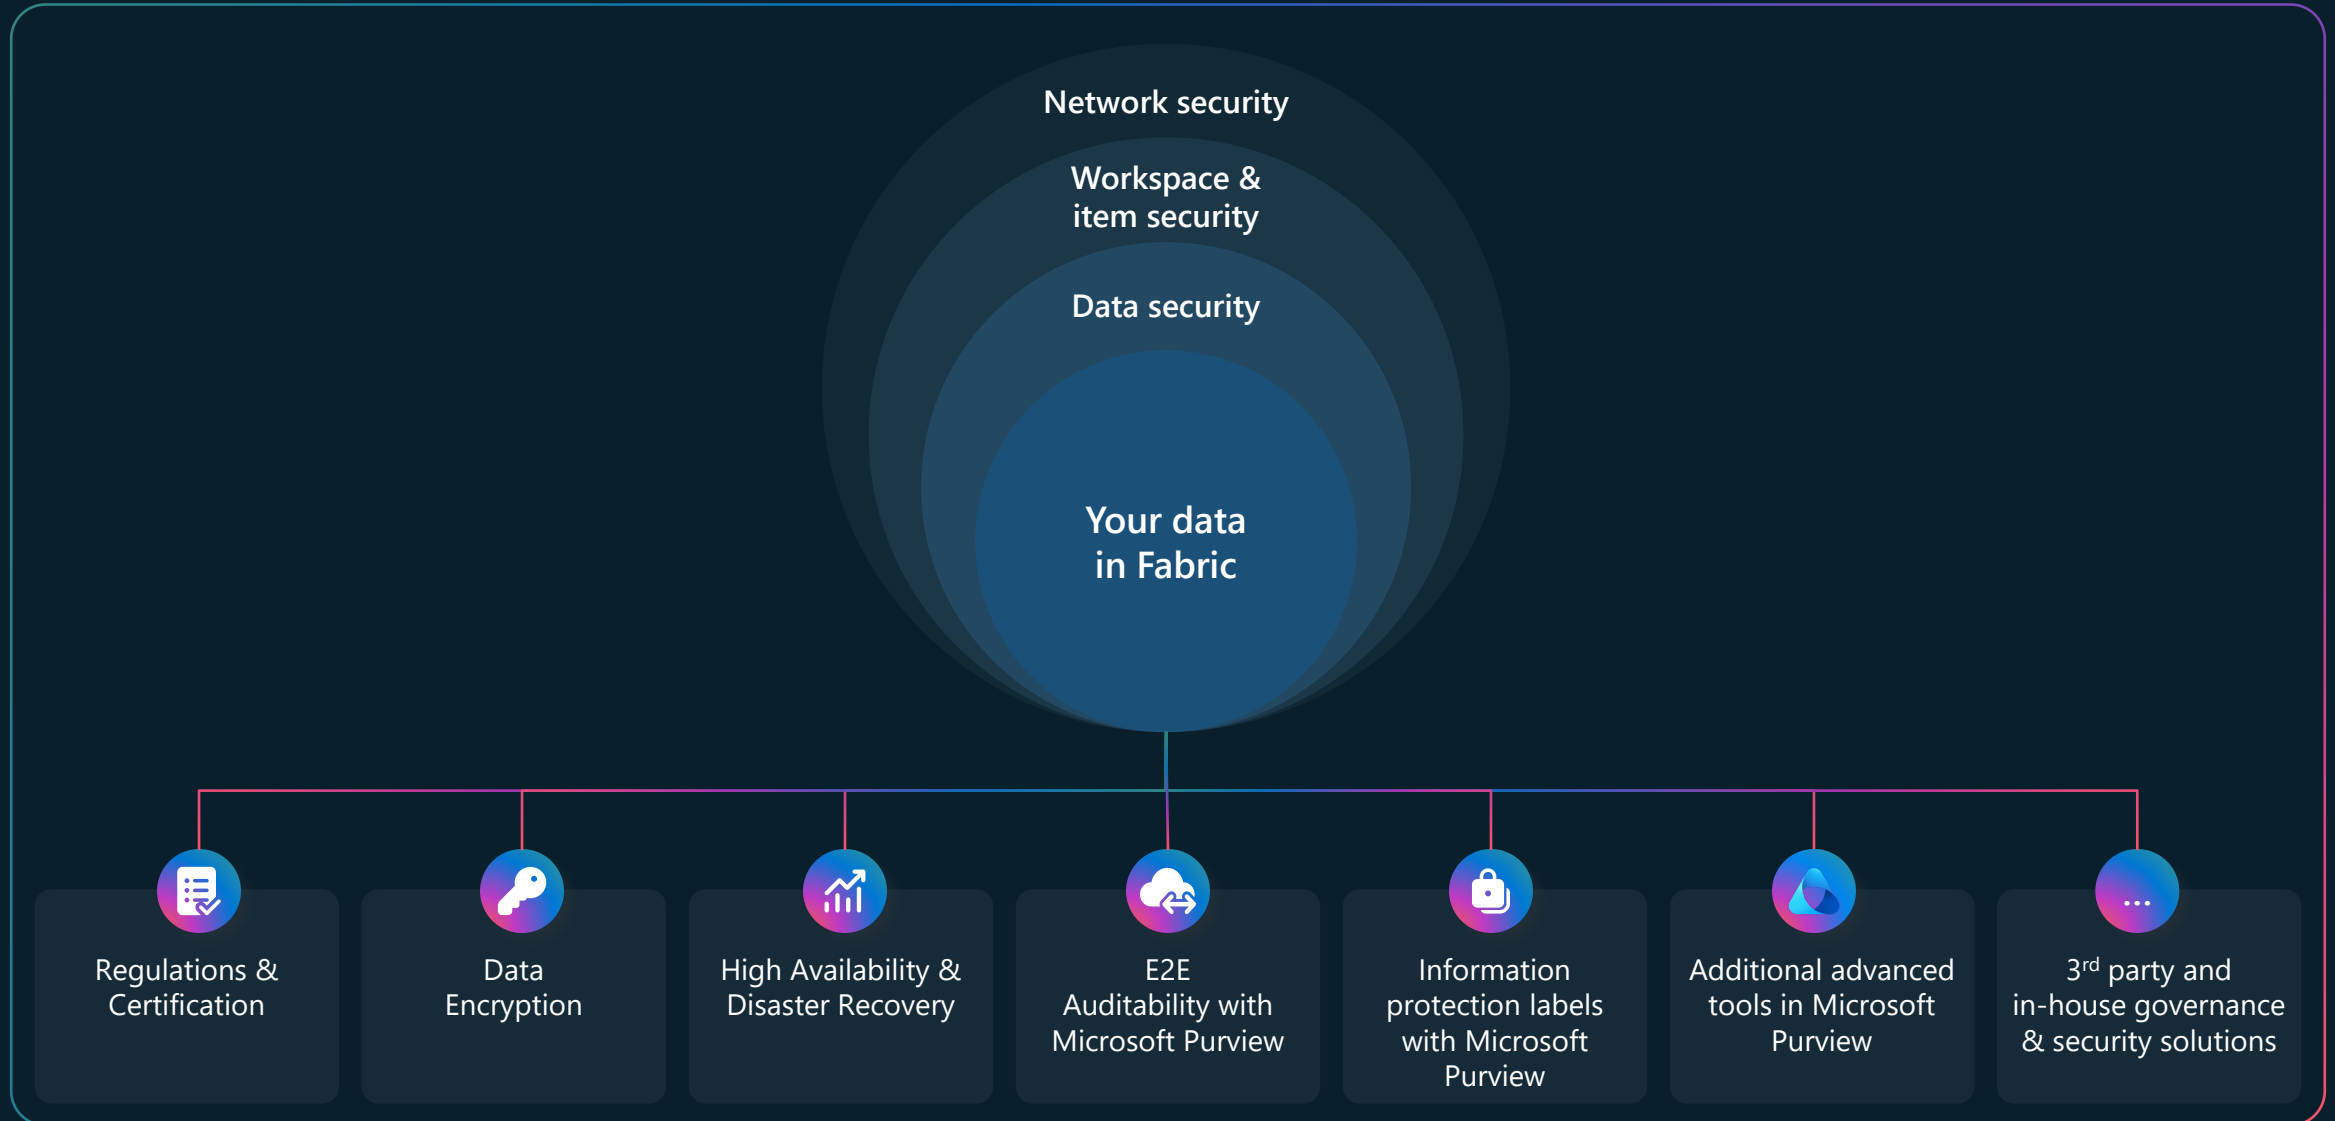 Network security
Workspace &
item security
Data security
Your data
in Fabric
Regulations &
Certification
Data
Encryption
High Availability &
Disaster Recovery
E2E
Auditability with
Microsoft Purview
Information
protection labels
with Microsoft
Purview
Additional advanced
tools in Microsoft
Purview
3rd party and
in-house governance
& security solutions